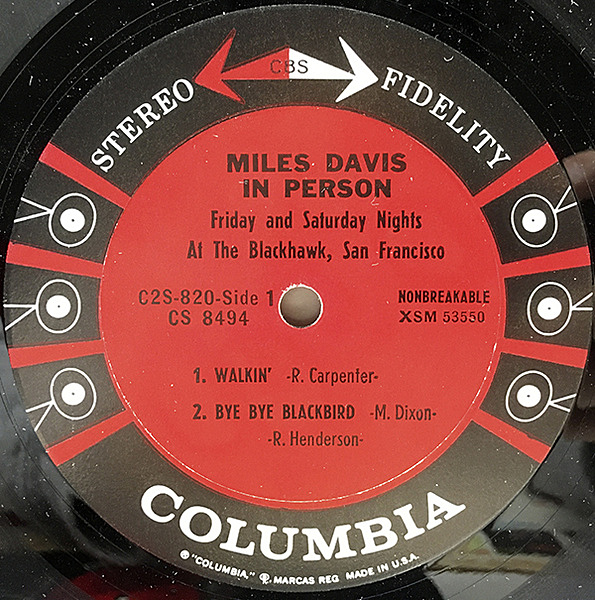 CBS
STEREO FIDELITY
MILES DAVIS
IN PERSON
Friday and Saturday Nights
At The Blackhawk, San Francisco
C2S-820-Side 1
CS 8494
NONBREAKABLE
XSM 53550
1. WALKIN' -R. Carpenter-
2. BYE BYE BLACKBIRD -M. Dixon-
-R. Henderson-
COLUMBIA
® "COLUMBIA," Ⓟ. MARCAS REG. MADE IN U.S.A.